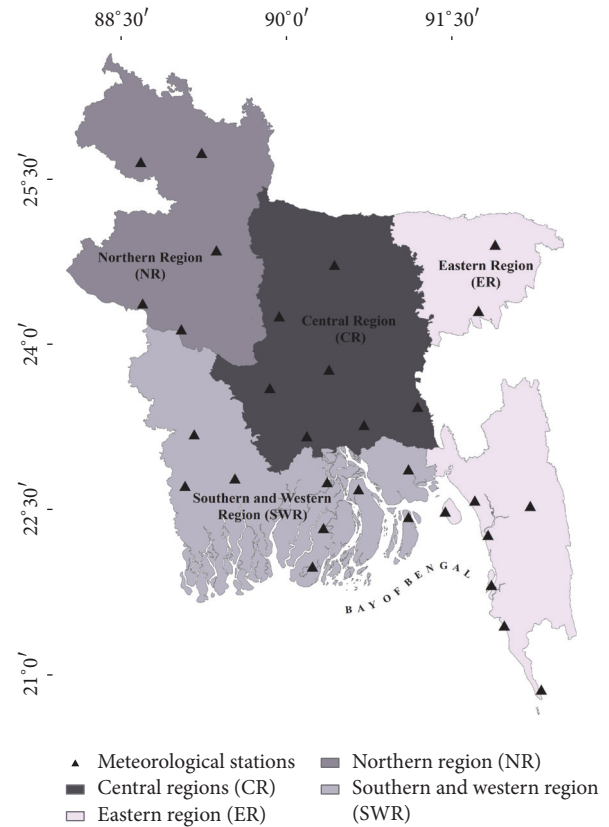 88°30′ 90°0′ 91°30′
25°30′
24°0′
22°30′
21°0′
Northern Region
(NR)
Eastern Region
(ER)
Central Region
(CR)
Southern and Western
Region (SWR)
BAY OF BENGAL
Meteorological stations
Central regions (CR)
Eastern region (ER)
Northern region (NR)
Southern and western region
(SWR)